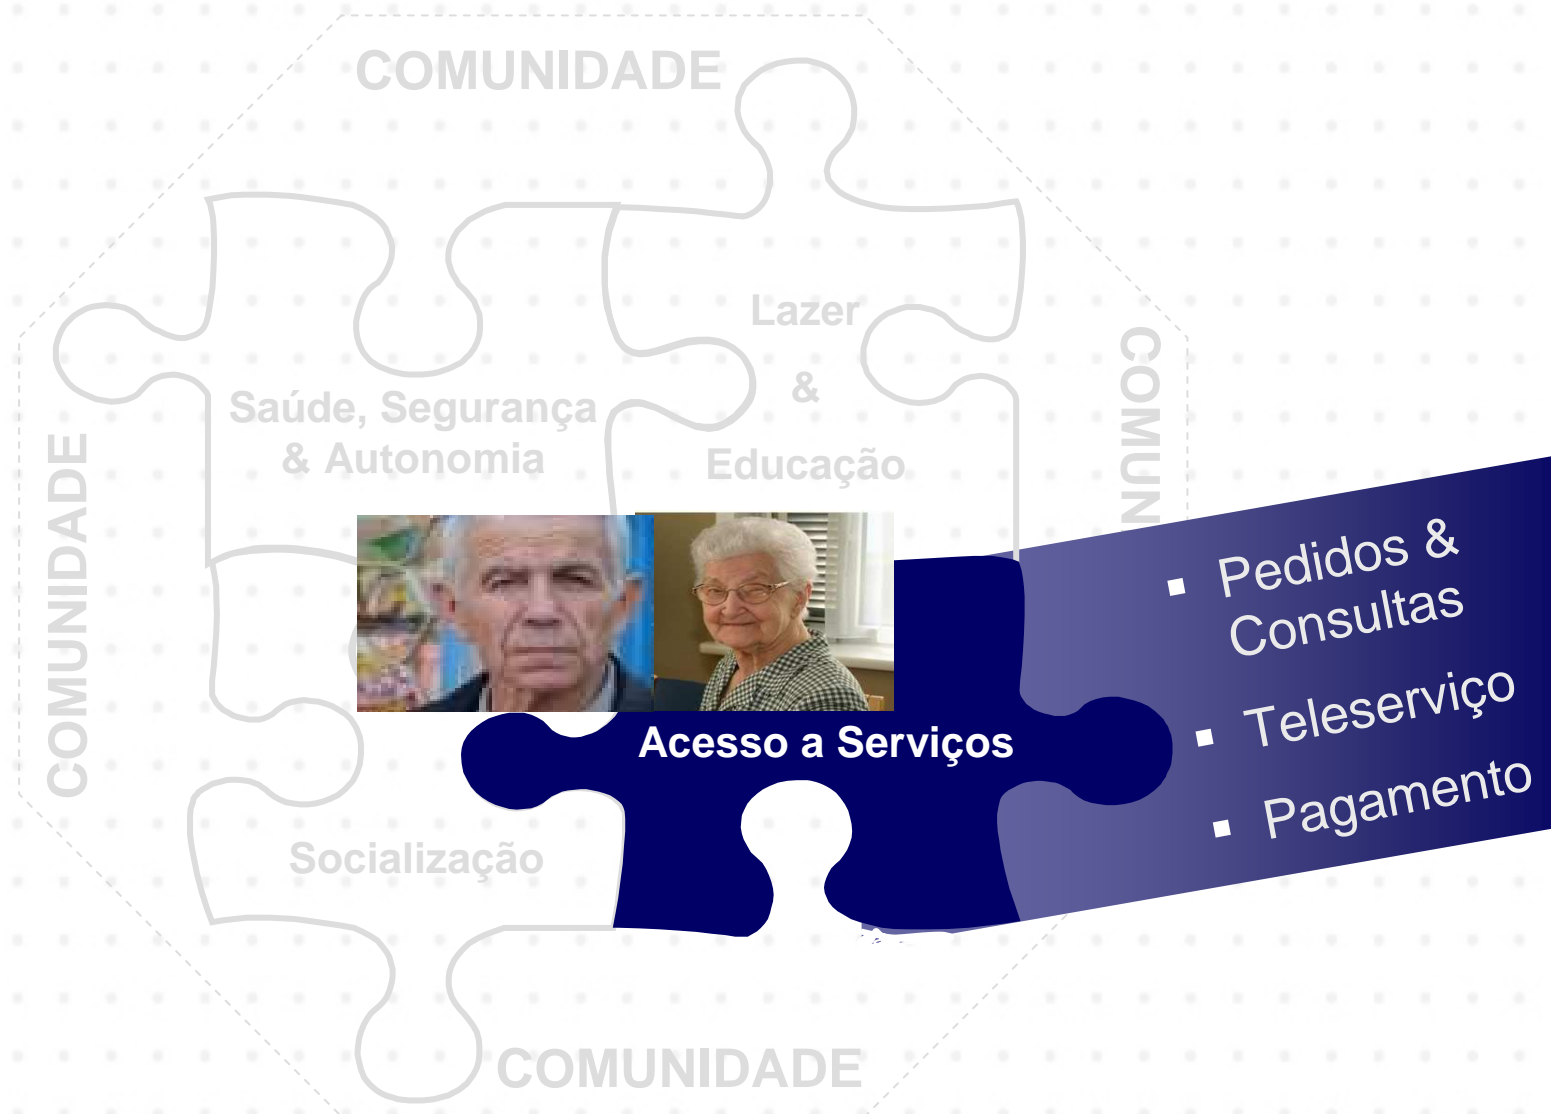 COMUNIDADE
Lazer
&
Educação
Saúde, Segurança
& Autonomia
COMUN
COMUNIDADE
▪ Pedidos &
Consultas
▪ Teleserviço
▪ Pagamento
Acesso a Serviços
Socialização
COMUNIDADE